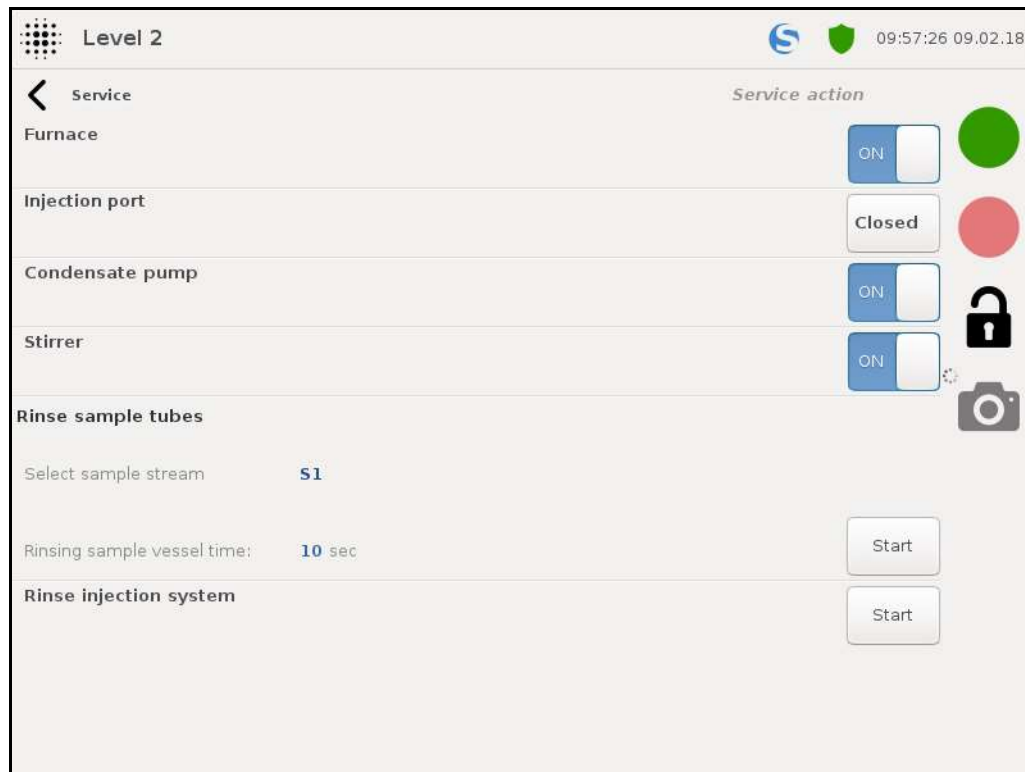 Level 2
09:57:26 09.02.18
Service
Service action
Furnace
ON
Injection port
Closed
Condensate pump
ON
Stirrer
ON
Rinse sample tubes
Select sample stream S1
Rinsing sample vessel time: 10 sec
Start
Rinse injection system
Start